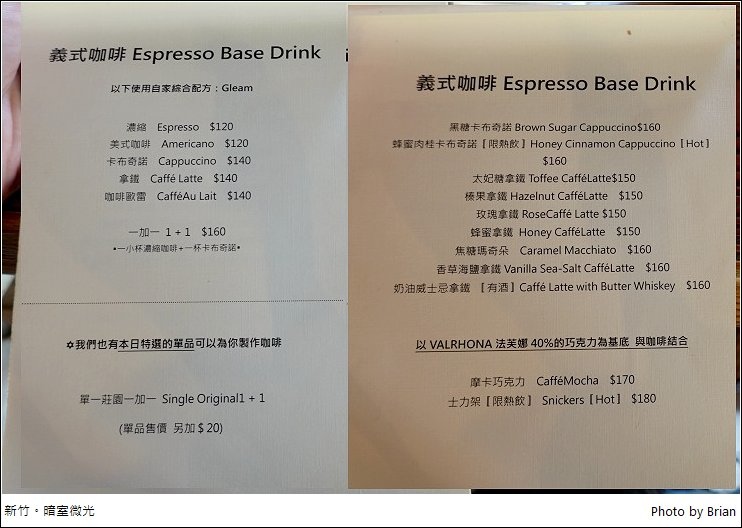 義式咖啡 Espresso Base Drink
以下使用自家綜合配方：Gleam
濃縮 Espresso $120
美式咖啡 Americano $120
卡布奇諾 Cappuccino $140
拿鐵 Caffé Latte $140
咖啡歐雷 CafféAu Lait $140
一加一 1 + 1 $160
•一小杯濃縮咖啡+一杯卡布奇諾•
✡我們也有本日特選的單品可以為你製作咖啡
單一莊園一加一 Single Original1 + 1
(單品售價 另加＄20)
義式咖啡 Espresso Base Drink
黑糖卡布奇諾 Brown Sugar Cappuccino$160
蜂蜜肉桂卡布奇諾［限熱飲］Honey Cinnamon Cappuccino［Hot］
$160
太妃糖拿鐵 Toffee CafféLatte$150
榛果拿鐵 Hazelnut CafféLatte $150
玫瑰拿鐵 RoseCaffé Latte $150
蜂蜜拿鐵 Honey CafféLatte $150
焦糖瑪奇朵 Caramel Macchiato $160
香草海鹽拿鐵 Vanilla Sea-Salt CafféLatte $160
奶油威士忌拿鐵 ［有酒］Caffé Latte with Butter Whiskey $160
以 VALRHONA 法芙娜 40%的巧克力為基底 與咖啡結合
摩卡巧克力 CafféMocha $170
士力架［限熱飲］ Snickers［Hot］ $180
新竹。暗室微光
Photo by Brian